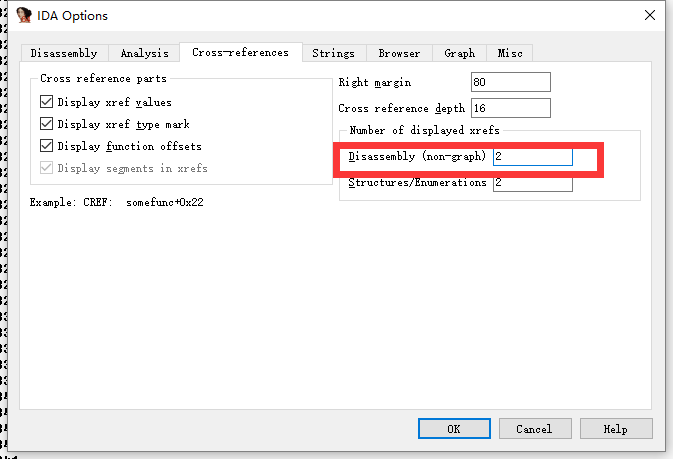 IDA Options
Disassembly Analysis Cross-references Strings Browser Graph Misc
Cross reference parts
Display xref values
Display xref type mark
Display function offsets
Display segments in xrefs
Example: CREF: somefunc+0x22
Right margin 80
Cross reference depth 16
Number of displayed xrefs
Disassembly (non-graph) 2
Structures/Enumerations 2
OK Cancel Help